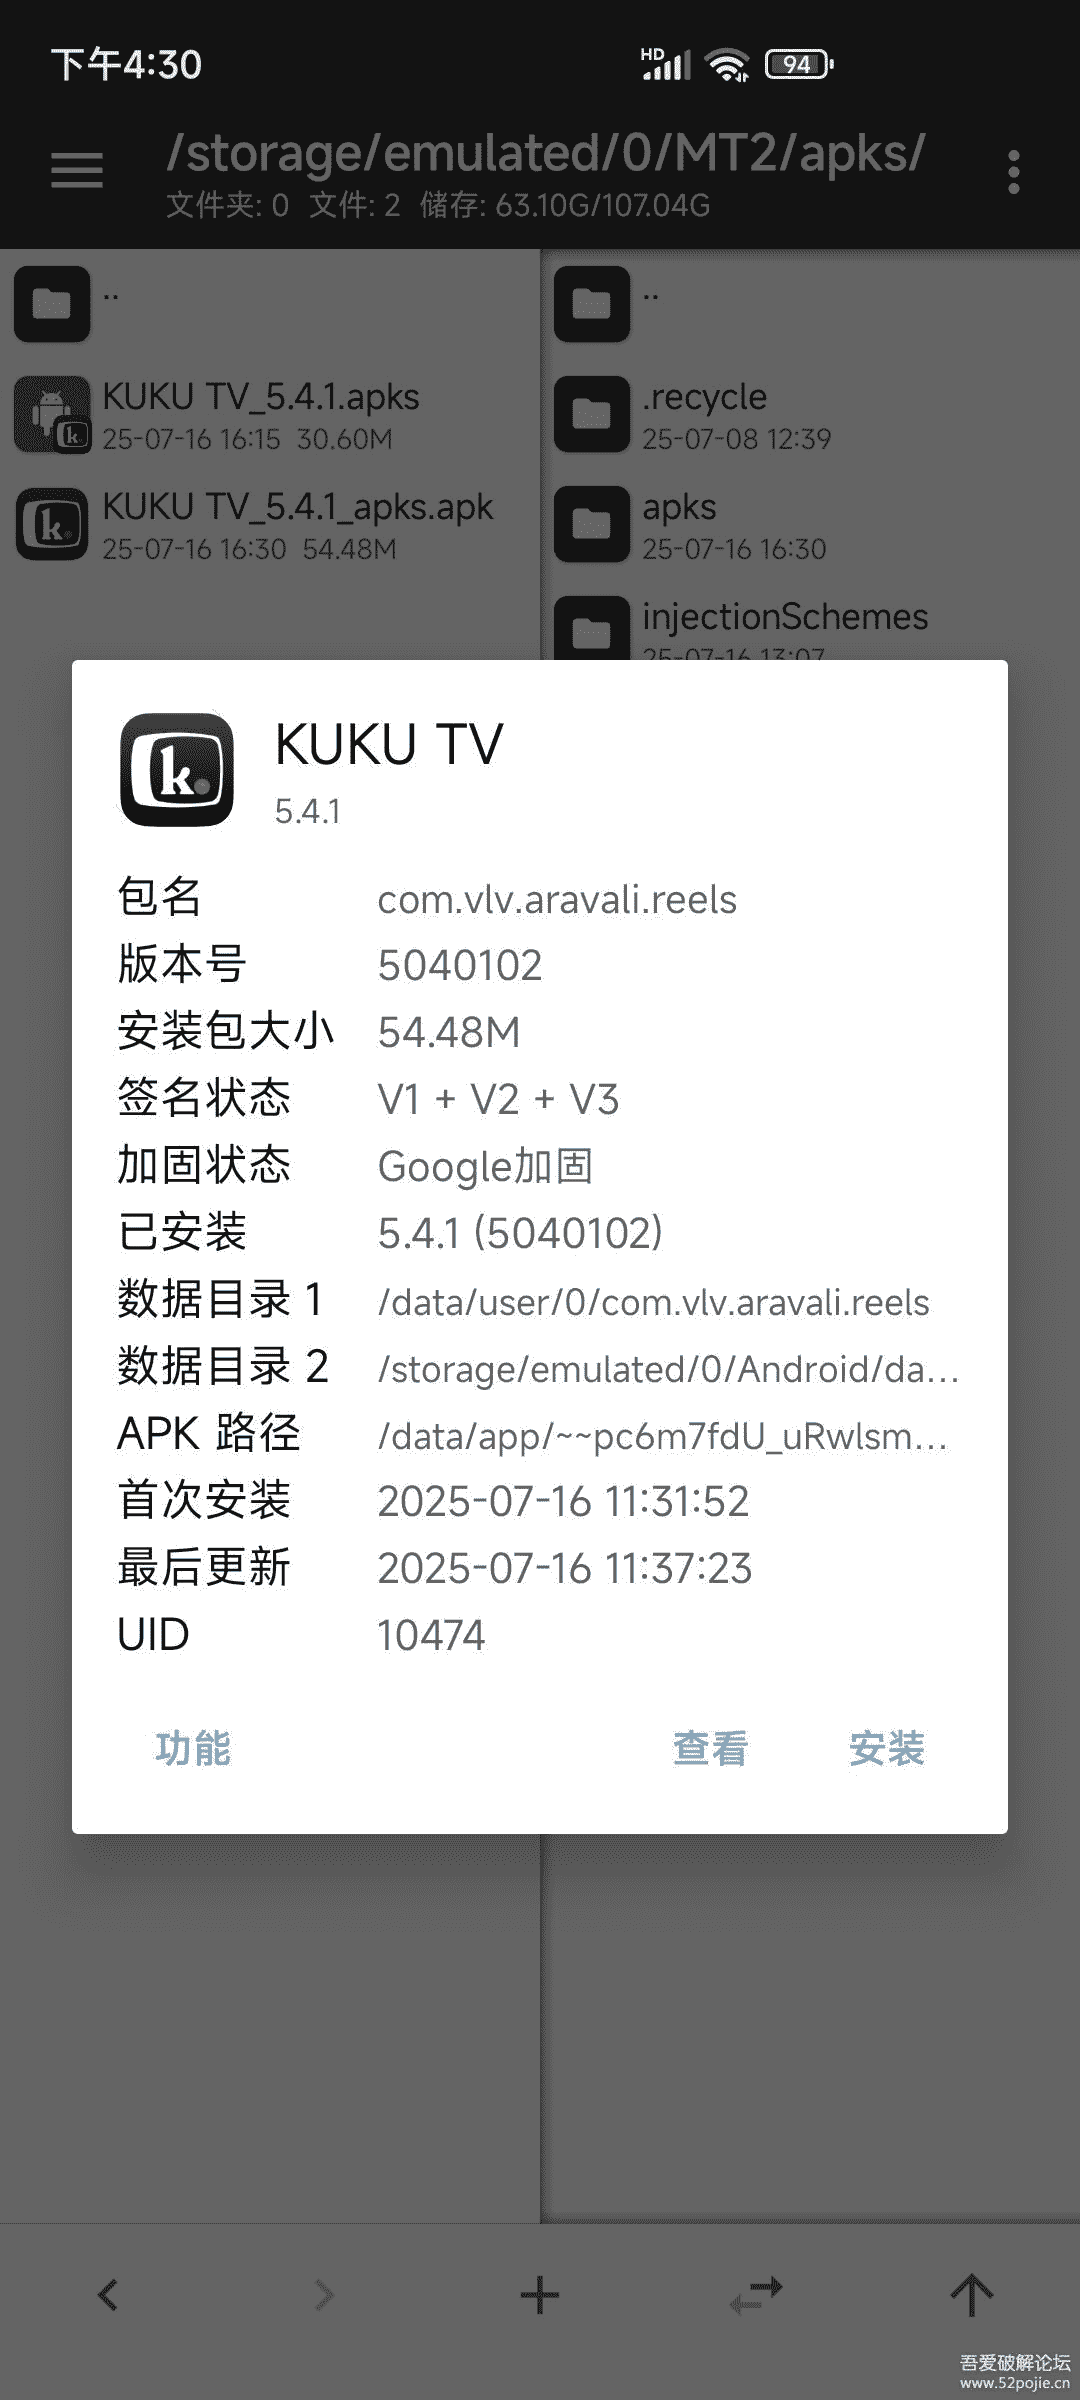 下午4:30
HD
94
/storage/emulated/0/MT2/apks/
文件夹: 0 文件: 2 储存: 63.10G/107.04G
..
KUKU TV_5.4.1.apks
25-07-16 16:15 30.60M
KUKU TV_5.4.1_apks.apk
25-07-16 16:30 54.48M
..
.recycle
25-07-08 12:39
apks
25-07-16 16:30
injectionSchemes
25-07-16 13:07
k
KUKU TV
5.4.1
包名 com.vlv.aravali.reels
版本号 5040102
安装包大小 54.48M
签名状态 V1 + V2 + V3
加固状态 Google加固
已安装 5.4.1 (5040102)
数据目录 1 /data/user/0/com.vlv.aravali.reels
数据目录 2 /storage/emulated/0/Android/da...
APK 路径 /data/app/~~pc6m7fdU_uRwlsm...
首次安装 2025-07-16 11:31:52
最后更新 2025-07-16 11:37:23
UID 10474
功能 查看 安装
吾爱破解论坛
www.52pojie.cn